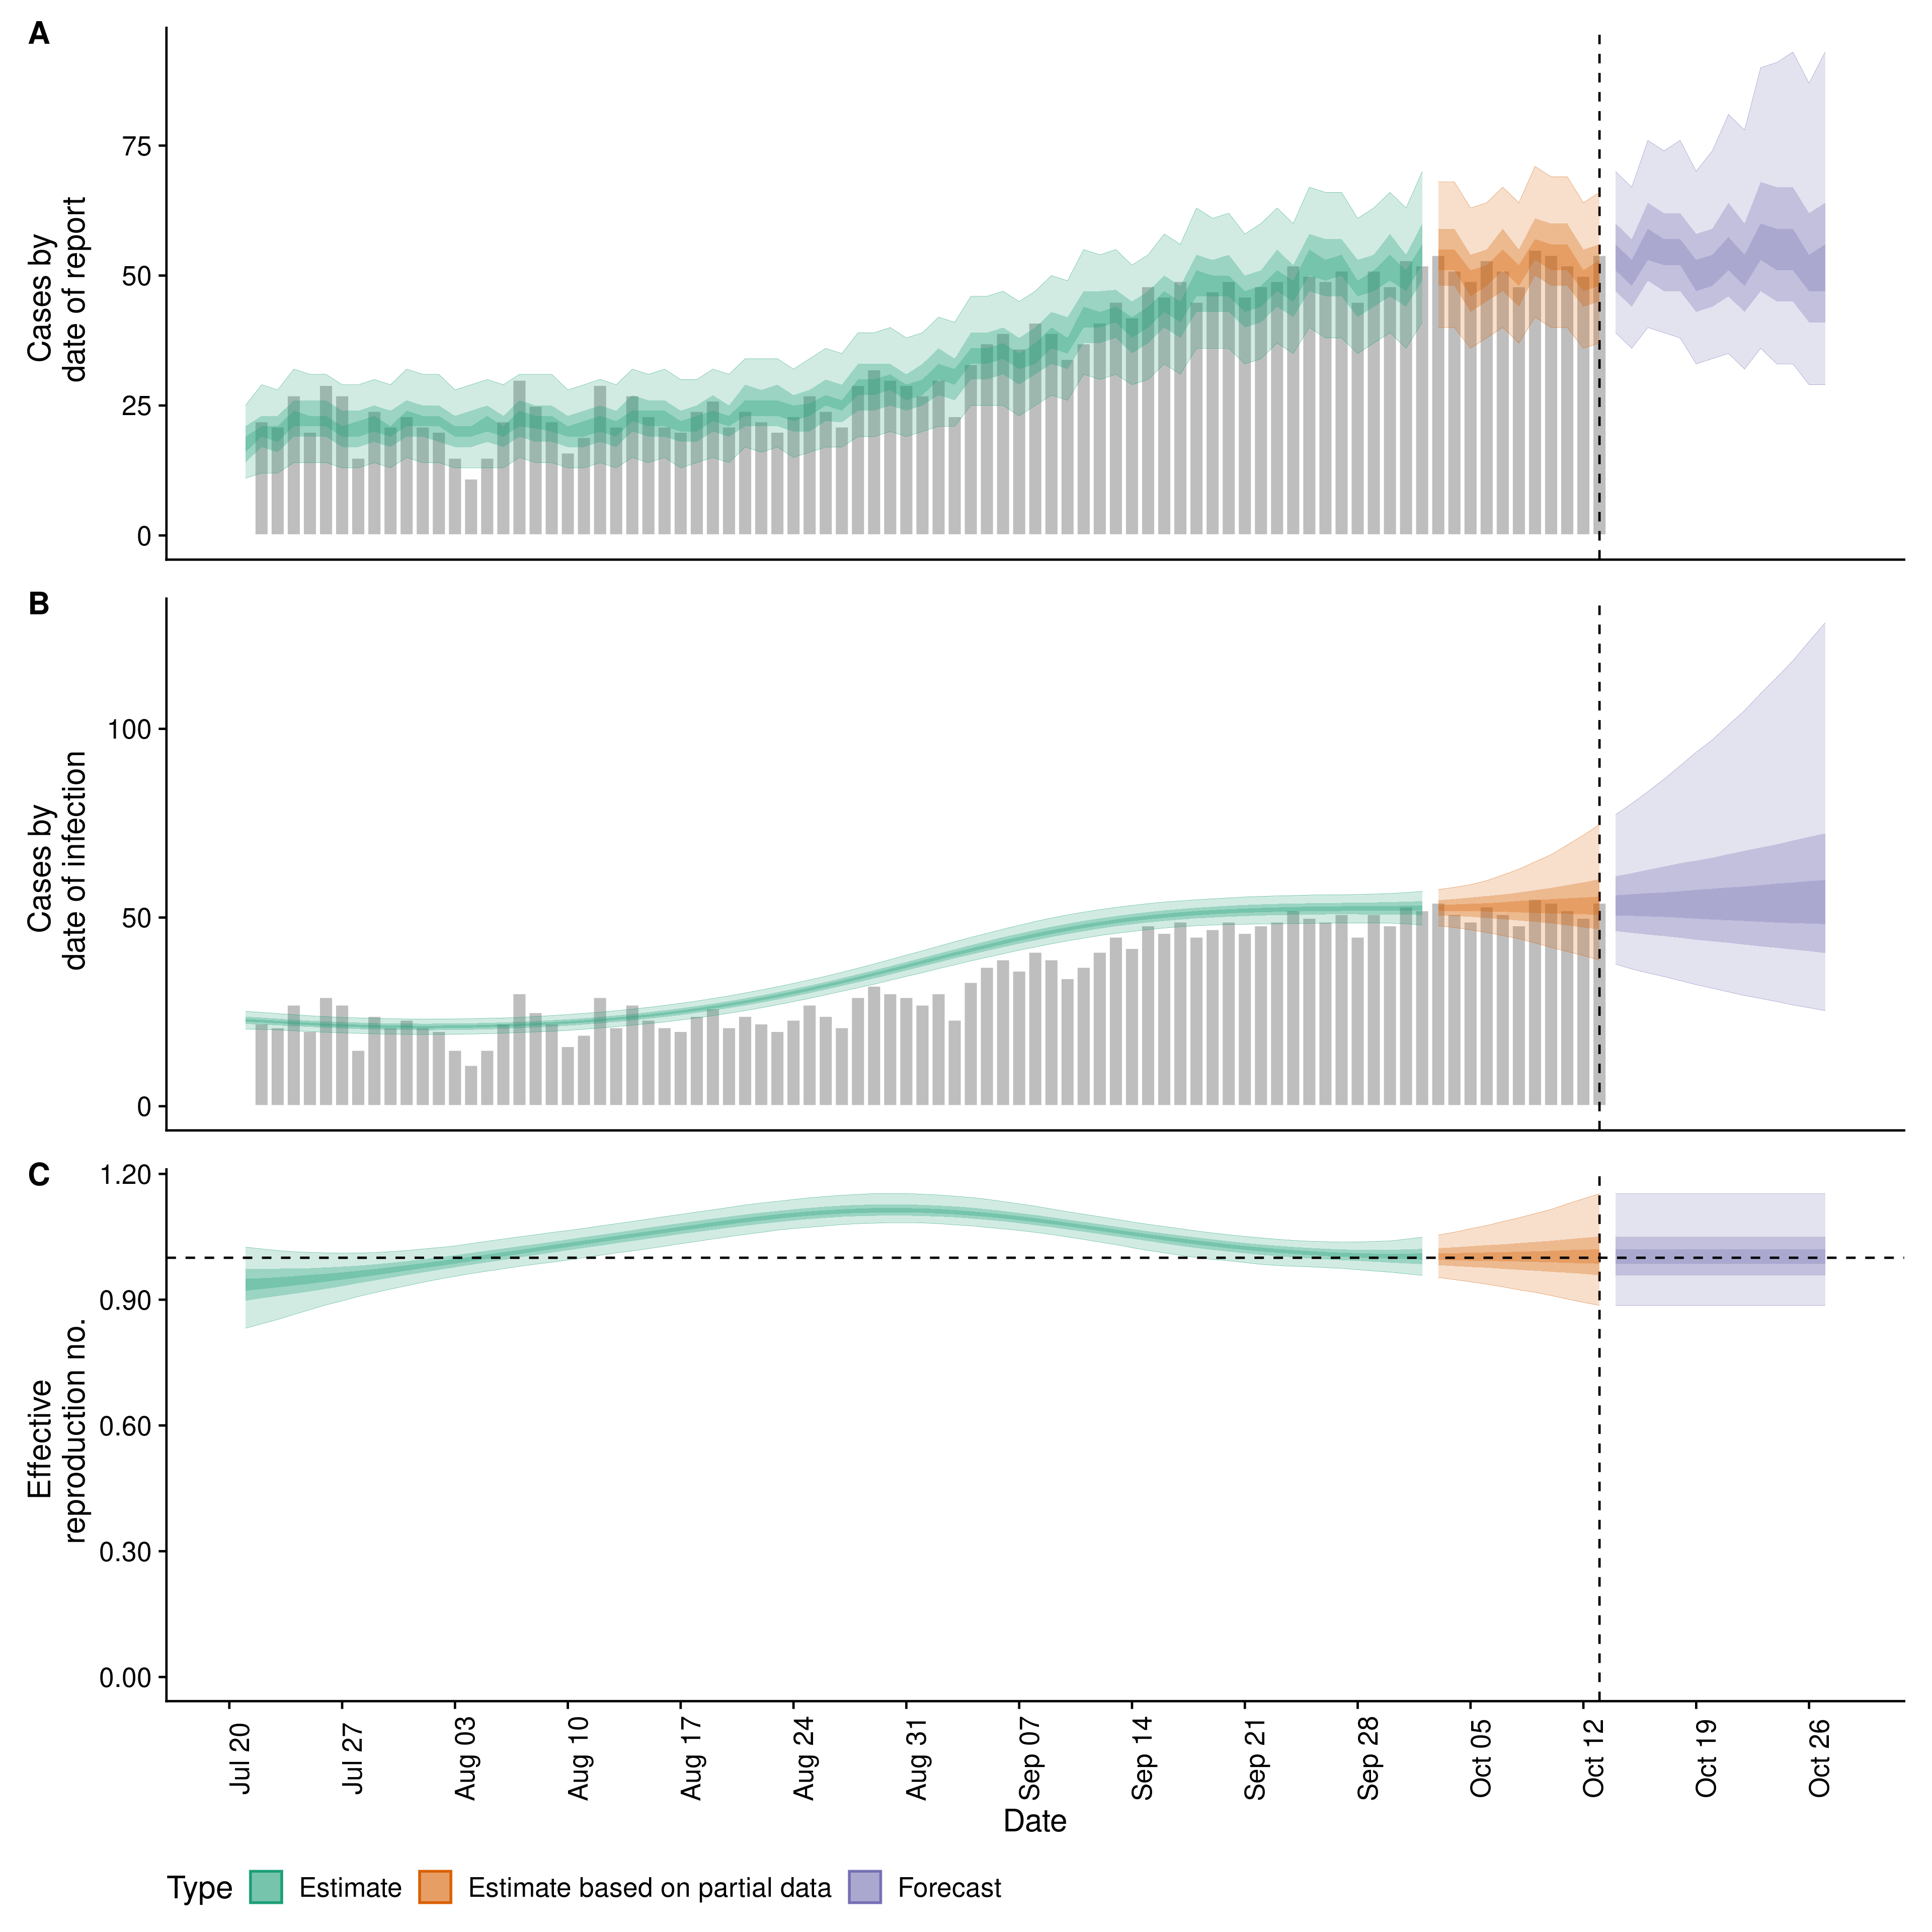 A
Cases by
date of report
75
50
25
0
B
Cases by
date of infection
100
50
0
C
Effective
reproduction no.
1.20
0.90
0.60
0.30
0.00
Jul 20
Jul 27
Aug 03
Aug 10
Aug 17
Aug 24
Aug 31
Sep 07
Sep 14
Sep 21
Sep 28
Oct 05
Oct 12
Oct 19
Oct 26
Date
Type Estimate Estimate based on partial data Forecast